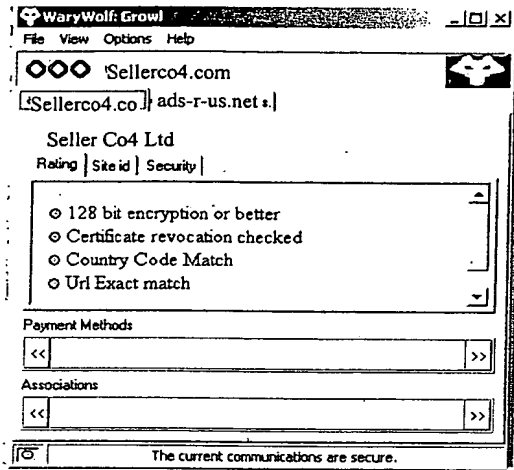 WaryWolf: Growl
File View Options Help
Sellerco4.com
Sellerco4.co ads-r-us.net
Seller Co4 Ltd
Rating Site id Security
128 bit encryption or better
Certificate revocation checked
Country Code Match
Url Exact match
Payment Methods
<< >>
Associations
<< >>
The current communications are secure.